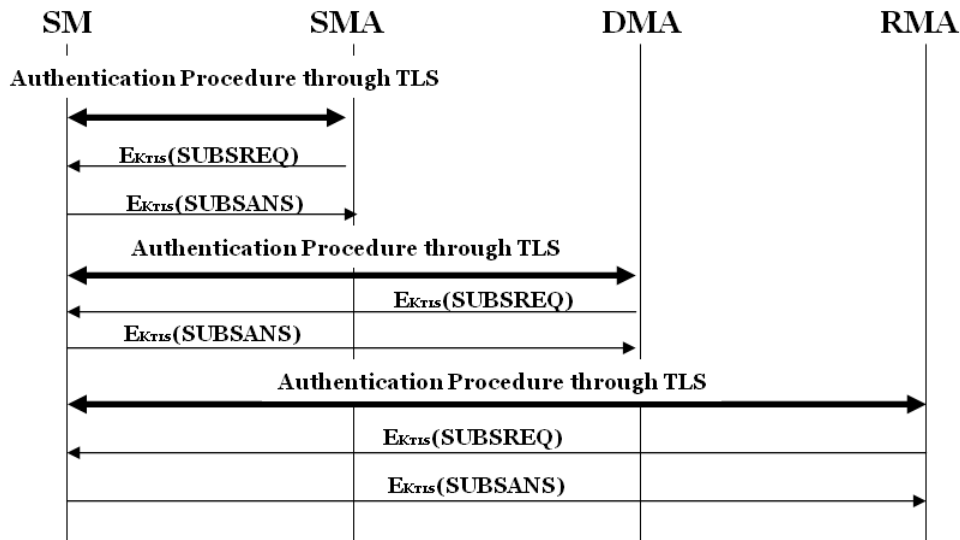 SM SMA DMA RMA
Authentication Procedure through TLS
EKTLS(SUBSREQ)
EKTLS(SUBSANS)
Authentication Procedure through TLS
EKTLS(SUBSREQ)
EKTLS(SUBSANS)
Authentication Procedure through TLS
EKTLS(SUBSREQ)
EKTLS(SUBSANS)